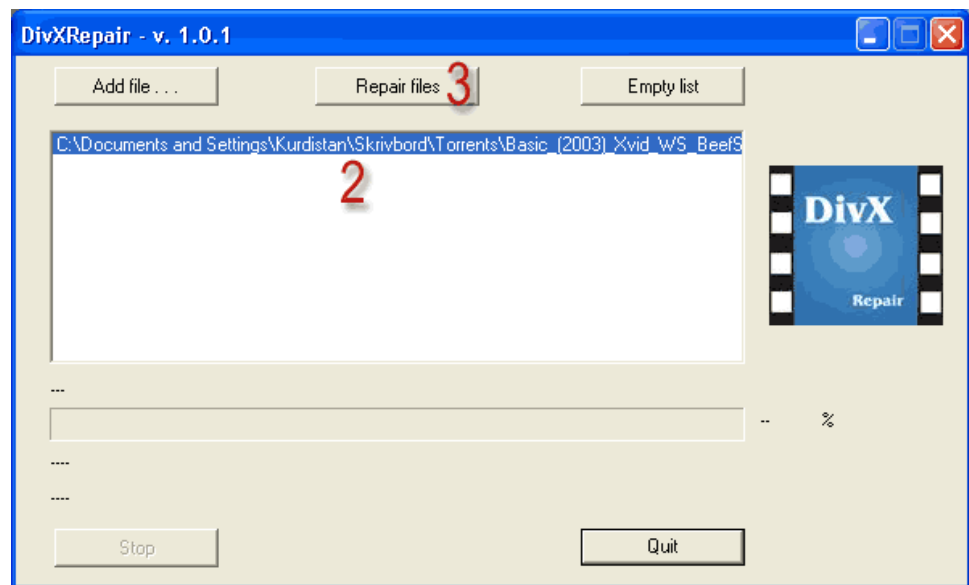 DivXRepair - v. 1.0.1
Add file . . .
Repair files
3
Empty list
C:\Documents and Settings\Kurdistan\Skrivbord\Torrents\Basic_(2003)_Xvid_WS_BeefS
2
DivX
Repair
---
-- %
----
----
Stop
Quit